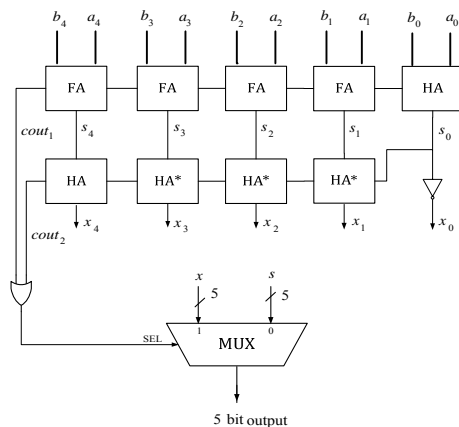 b4 a4 b3 a3 b2 a2 b1 a1 b0 a0
FA FA FA FA HA
cout1 s4 s3 s2 s1 s0
HA HA* HA* HA*
cout2 x4 x3 x2 x1 x0
x s
5 5
1 0
SEL MUX
5 bit output